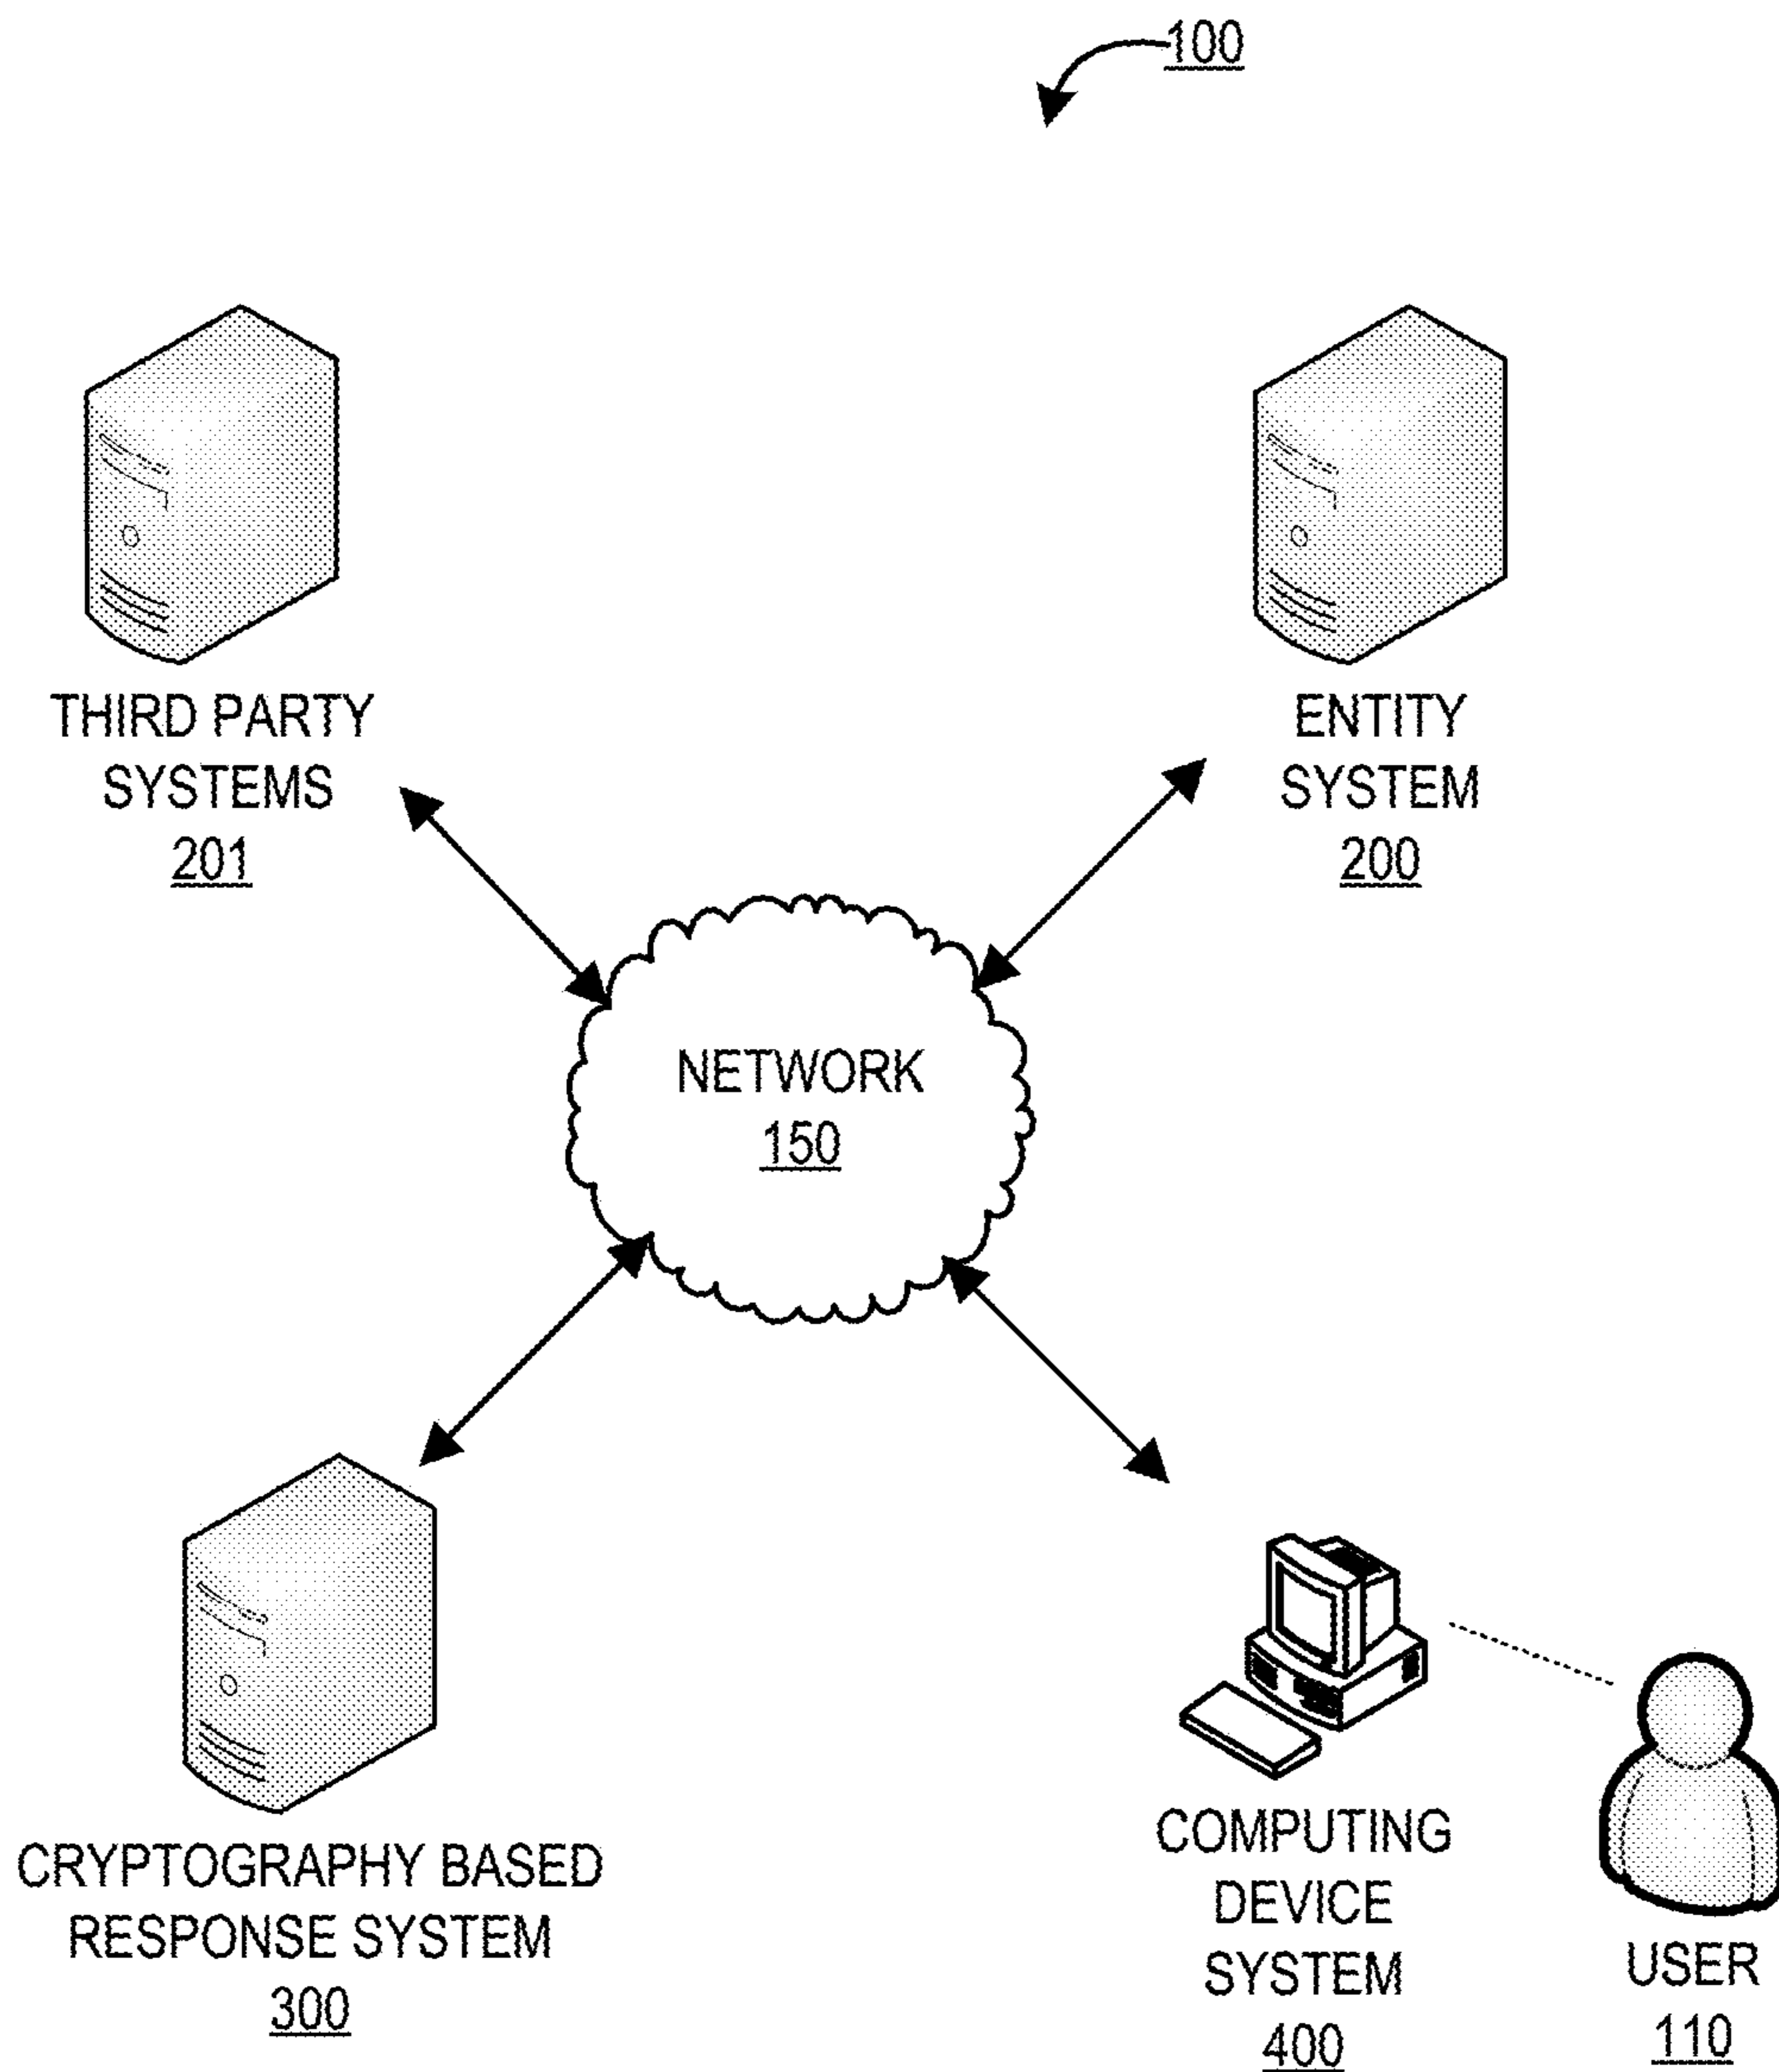 100
THIRD PARTY
SYSTEMS
201
ENTITY
SYSTEM
200
NETWORK
150
CRYPTOGRAPHY BASED
RESPONSE SYSTEM
300
COMPUTING
DEVICE
SYSTEM
400
USER
110